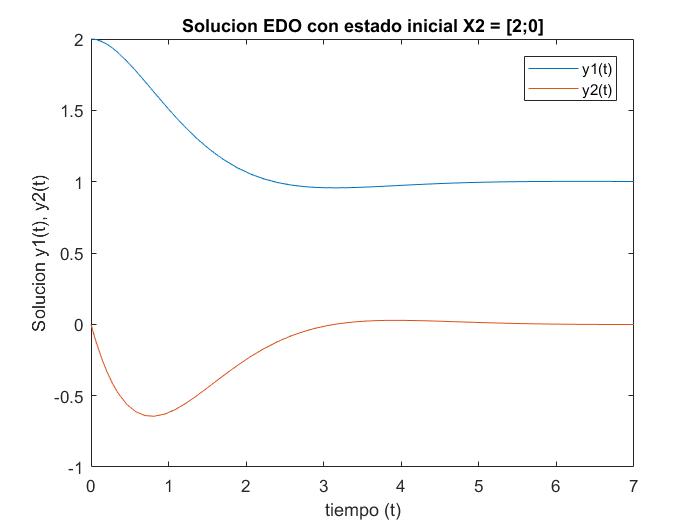 Solucion EDO con estado inicial X2 = [2;0]
y1(t)
y2(t)
2
1.5
1
0.5
0
-0.5
-1
Solucion y1(t), y2(t)
0 1 2 3 4 5 6 7
tiempo (t)